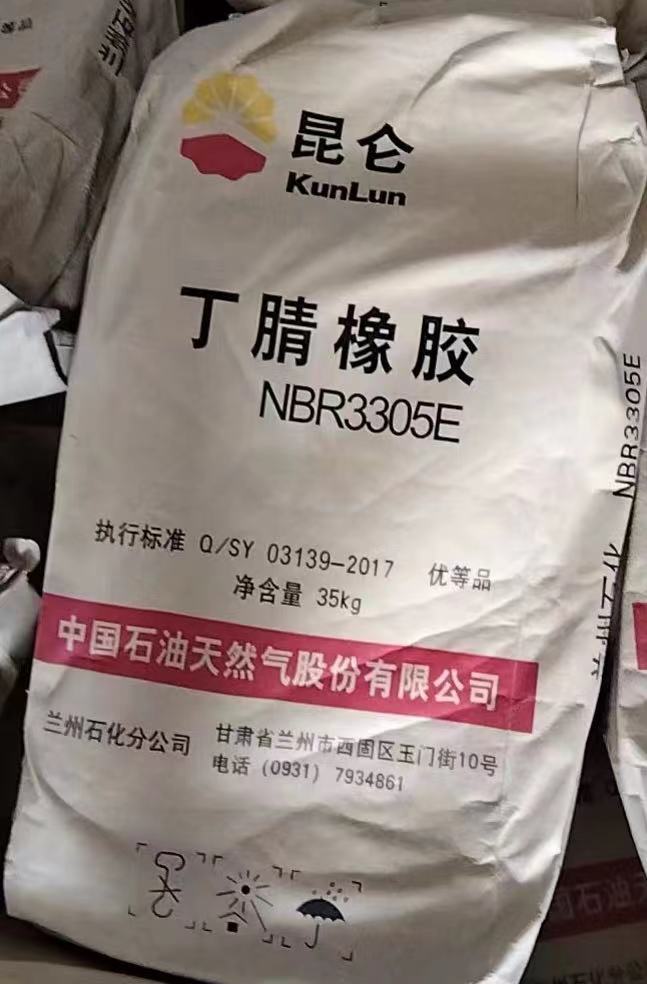 昆仑
KunLun
丁腈橡胶
NBR3305E
执行标准 Q/SY 03139-2017 优等品
净含量 35kg
中国石油天然气股份有限公司
兰州石化分公司
甘肃省兰州市西固区玉门街10号
电话 (0931) 7934861
NBR3305E